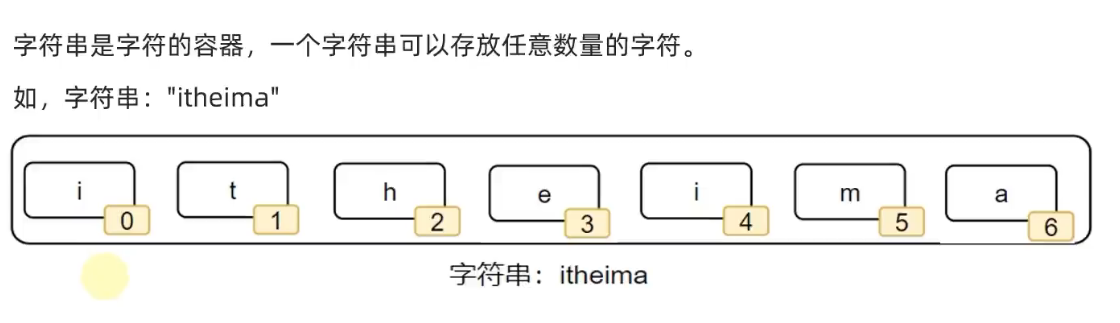 字符串是字符的容器，一个字符串可以存放任意数量的字符。
如，字符串："itheima"
i t h e i m a
0 1 2 3 4 5 6
字符串：itheima